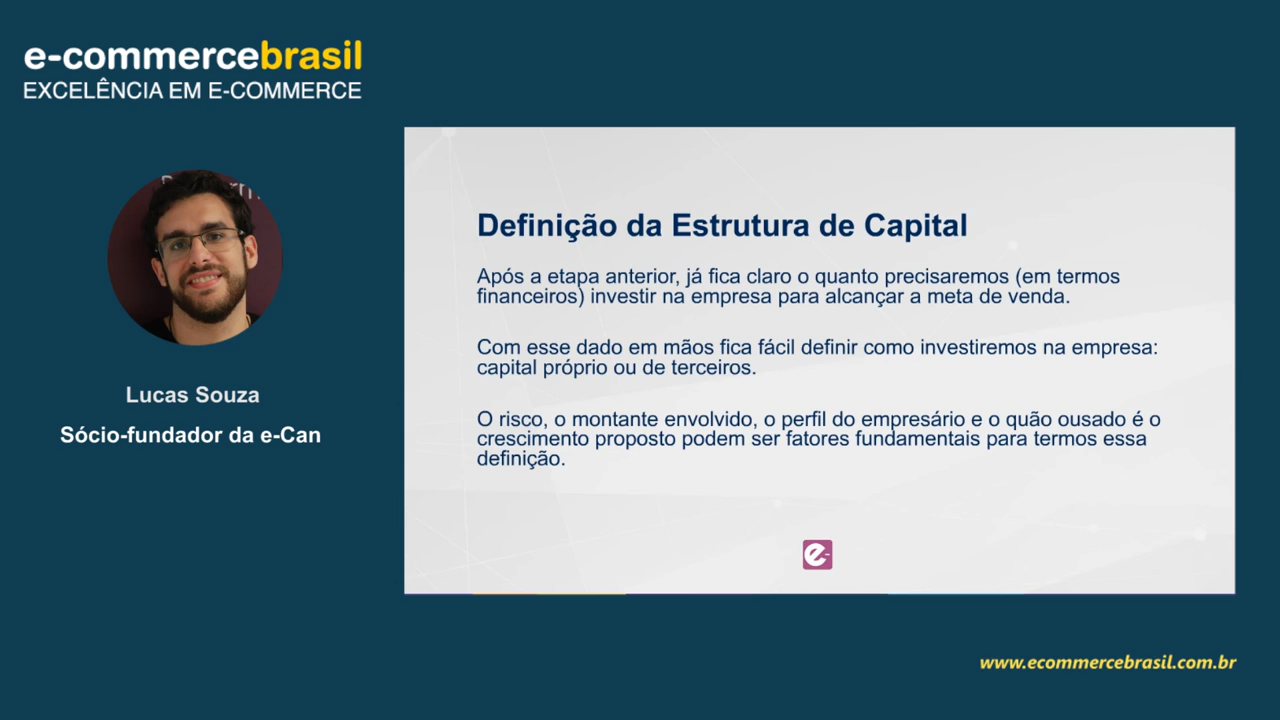 e-commercebrasil
EXCELÊNCIA EM E-COMMERCE
Lucas Souza
Sócio-fundador da e-Can
Definição da Estrutura de Capital
Após a etapa anterior, já fica claro o quanto precisaremos (em termos
financeiros) investir na empresa para alcançar a meta de venda.
Com esse dado em mãos fica fácil definir como investiremos na empresa:
capital próprio ou de terceiros.
O risco, o montante envolvido, o perfil do empresário e o quão ousado é o
crescimento proposto podem ser fatores fundamentais para termos essa
definição.
e-
www.ecommercebrasil.com.br